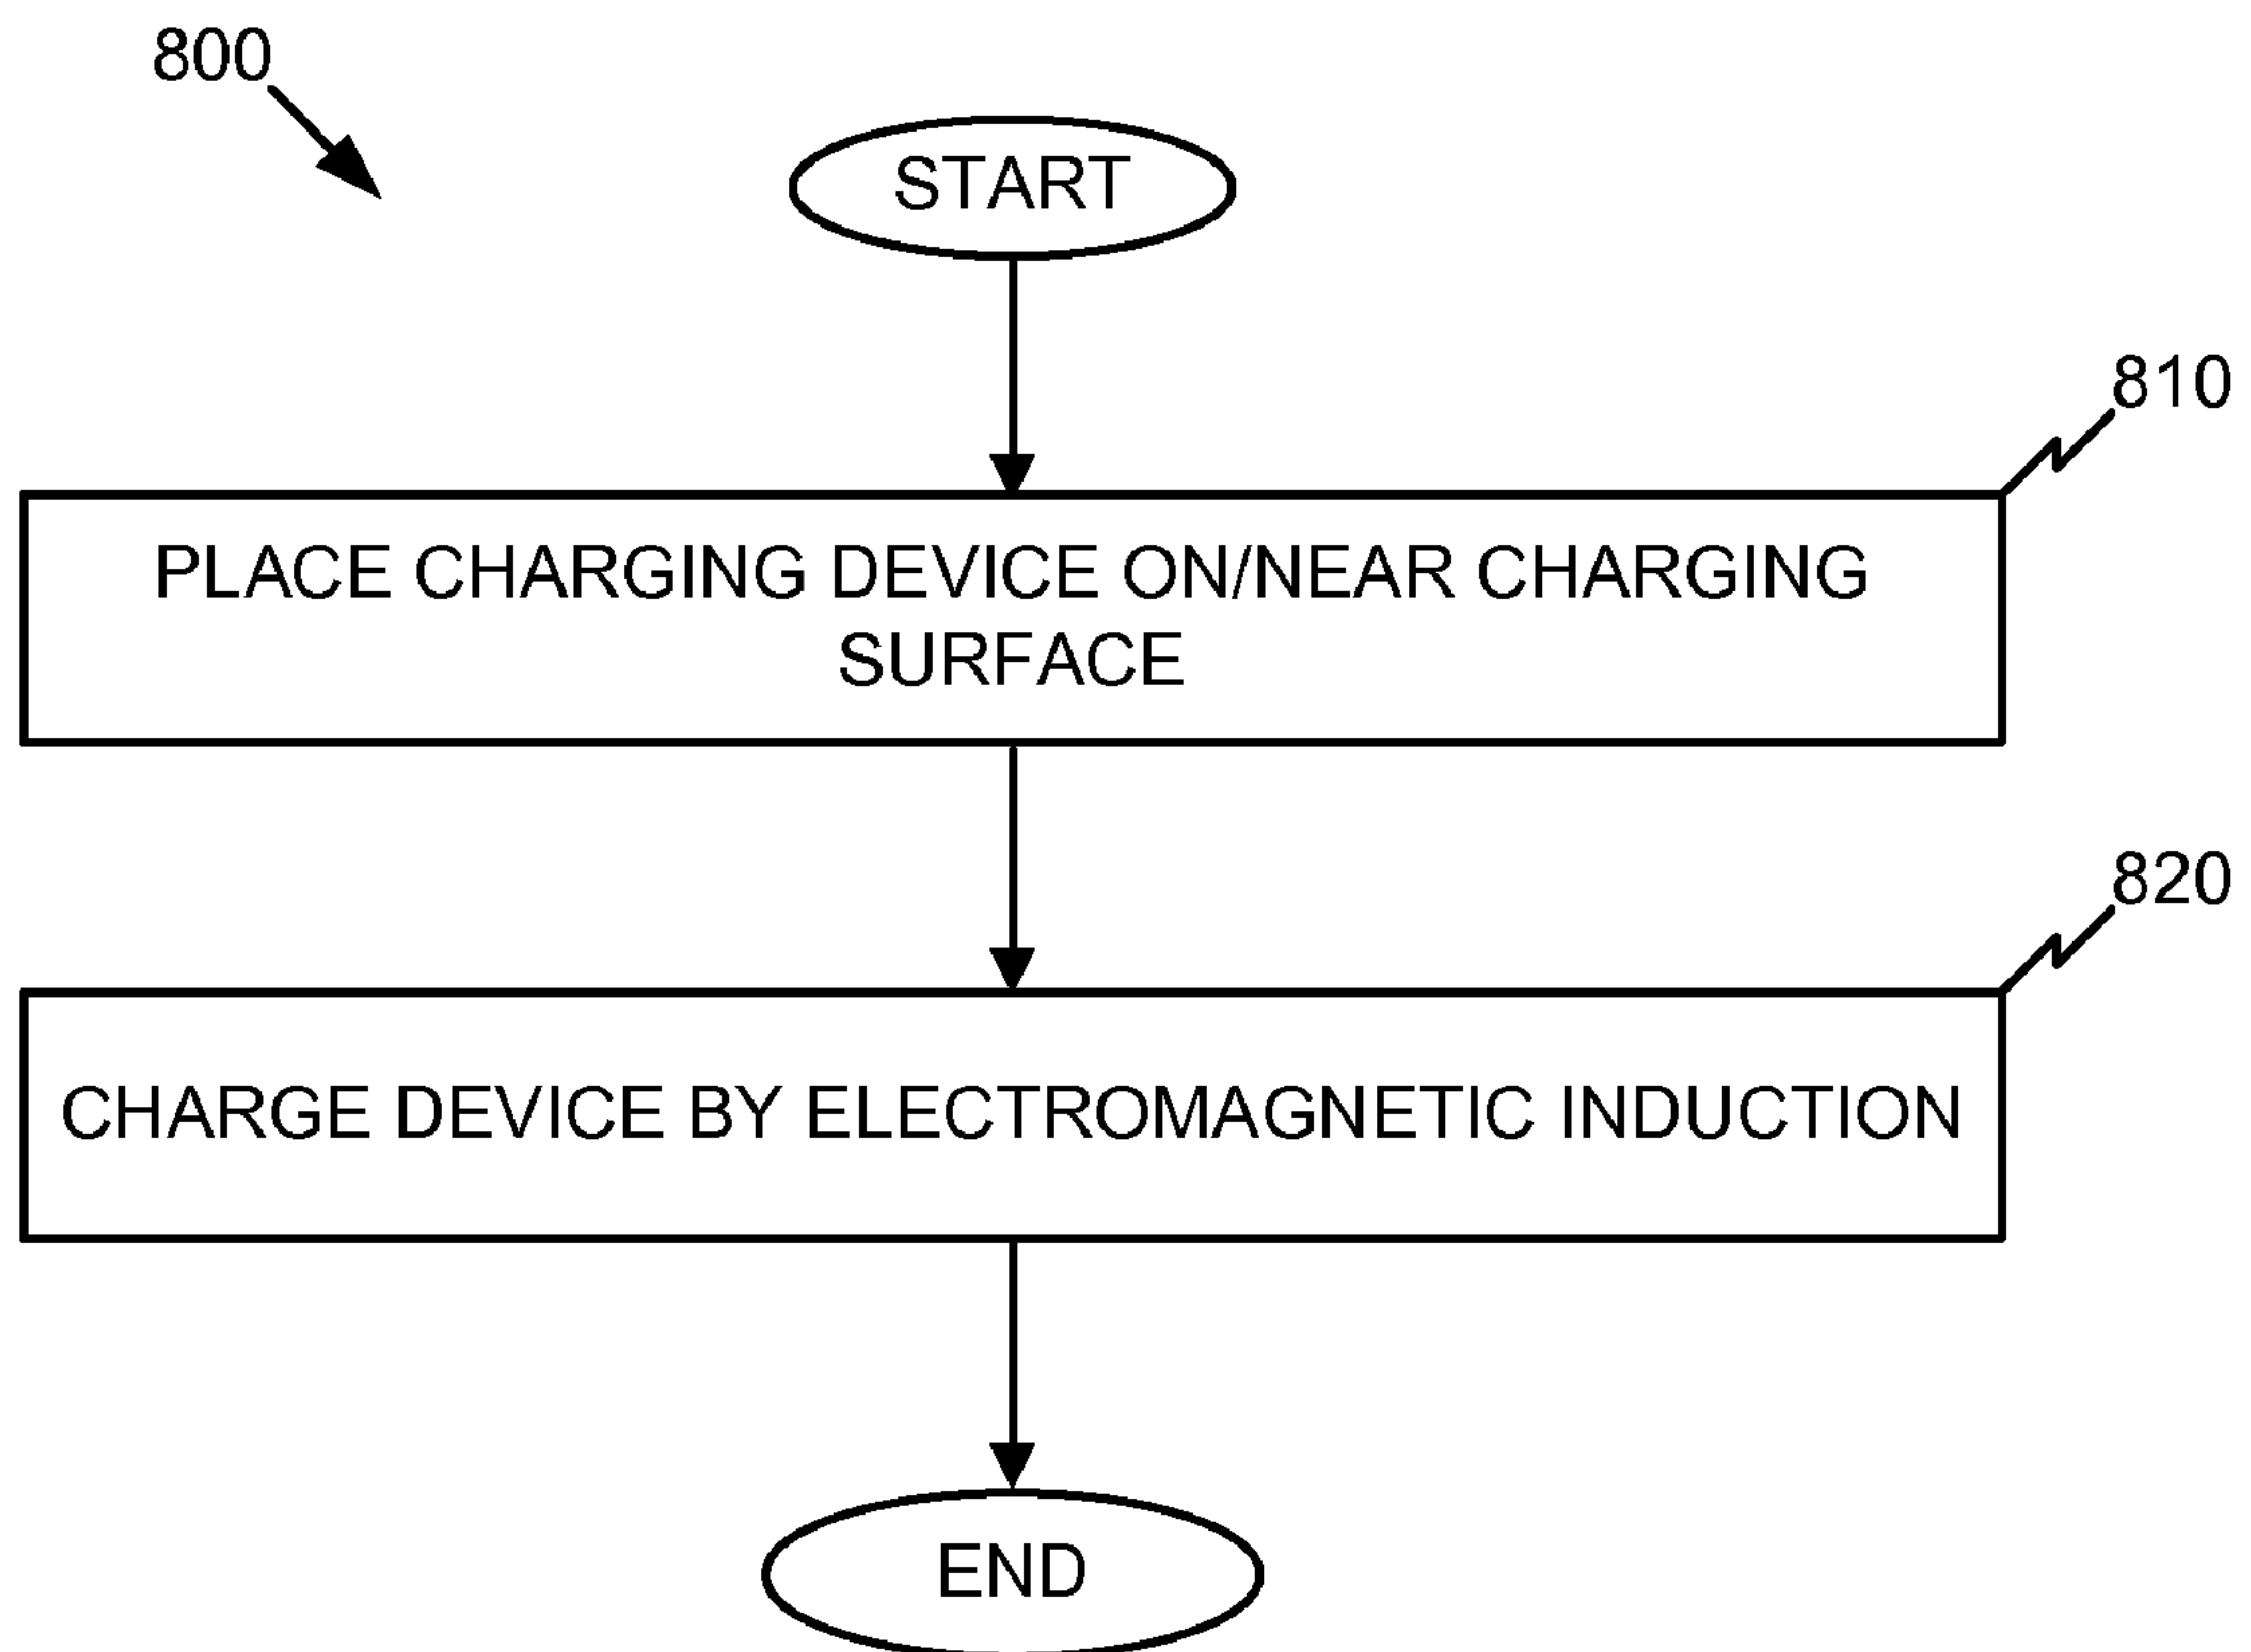 800
START
810
PLACE CHARGING DEVICE ON/NEAR CHARGING
SURFACE
820
CHARGE DEVICE BY ELECTROMAGNETIC INDUCTION
END